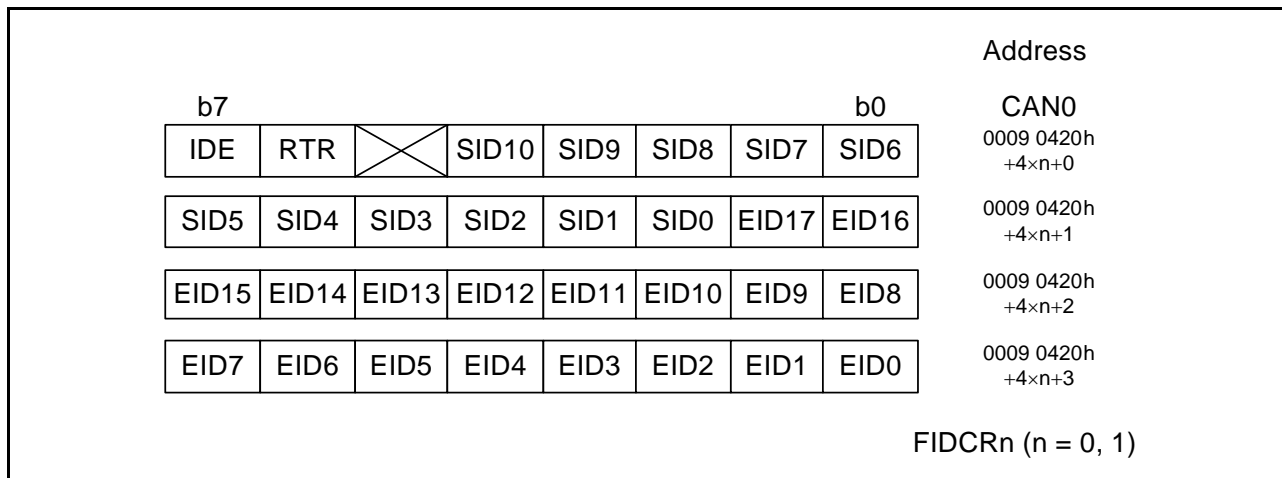 Address
b7 b0 CAN0
IDE RTR SID10 SID9 SID8 SID7 SID6 0009 0420h
+4×n+0
SID5 SID4 SID3 SID2 SID1 SID0 EID17 EID16 0009 0420h
+4×n+1
EID15 EID14 EID13 EID12 EID11 EID10 EID9 EID8 0009 0420h
+4×n+2
EID7 EID6 EID5 EID4 EID3 EID2 EID1 EID0 0009 0420h
+4×n+3
FIDCRn (n = 0, 1)